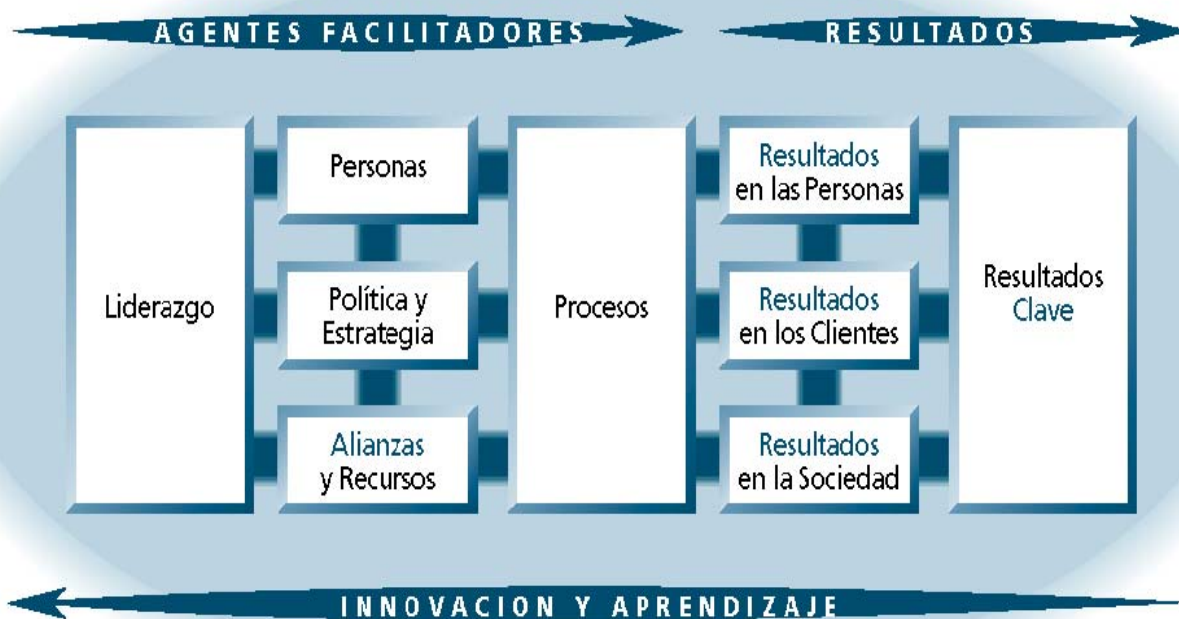 AGENTES FACILITADORES
RESULTADOS
Liderazgo
Personas
Política y
Estrategia
Alianzas
y Recursos
Procesos
Resultados
en las Personas
Resultados
en los Clientes
Resultados
en la Sociedad
Resultados
Clave
INNOVACION Y APRENDIZAJE